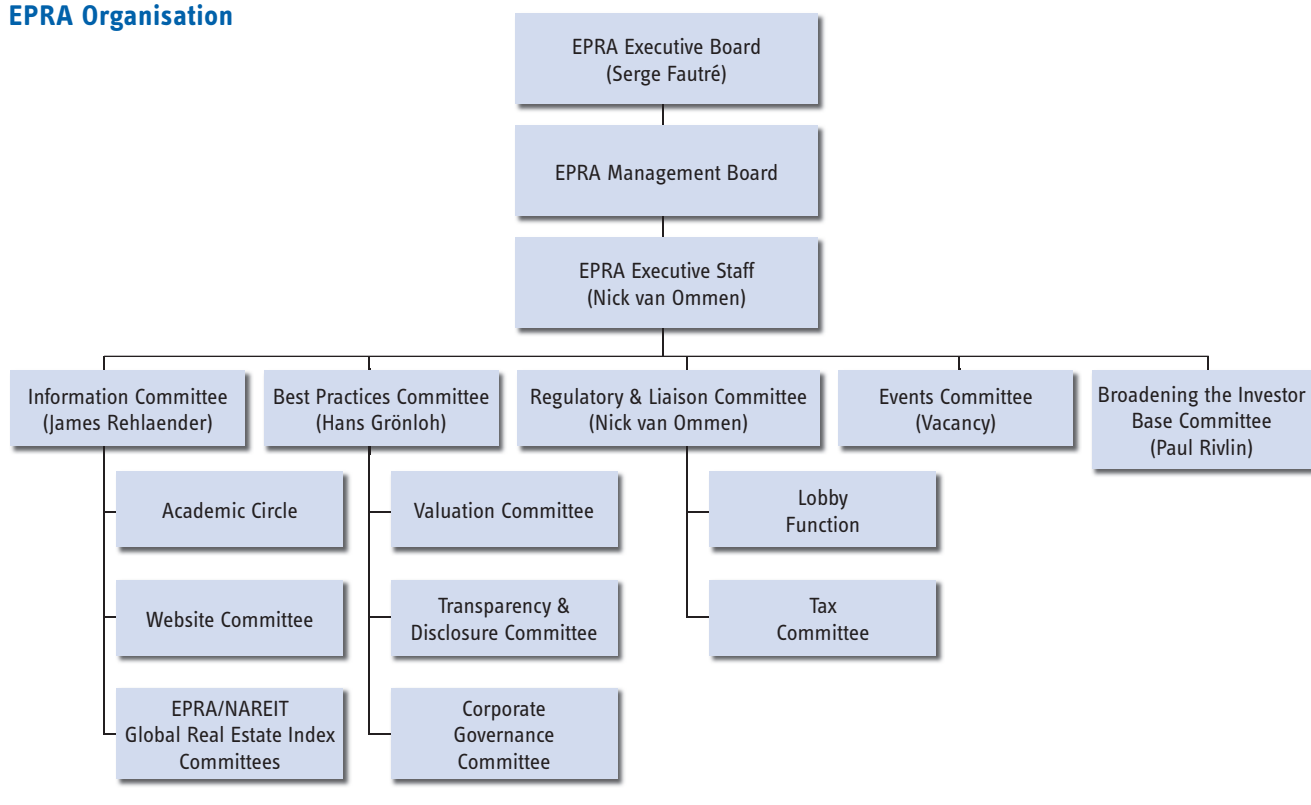 EPRA Organisation
EPRA Executive Board
(Serge Fautré)
EPRA Management Board
EPRA Executive Staff
(Nick van Ommen)
Information Committee
(James Rehlaender)
Best Practices Committee
(Hans Grönloh)
Regulatory & Liaison Committee
(Nick van Ommen)
Events Committee
(Vacancy)
Broadening the Investor
Base Committee
(Paul Rivlin)
Academic Circle
Valuation Committee
Lobby
Function
Website Committee
Transparency &
Disclosure Committee
Tax
Committee
EPRA/NAREIT
Global Real Estate Index
Committees
Corporate
Governance
Committee